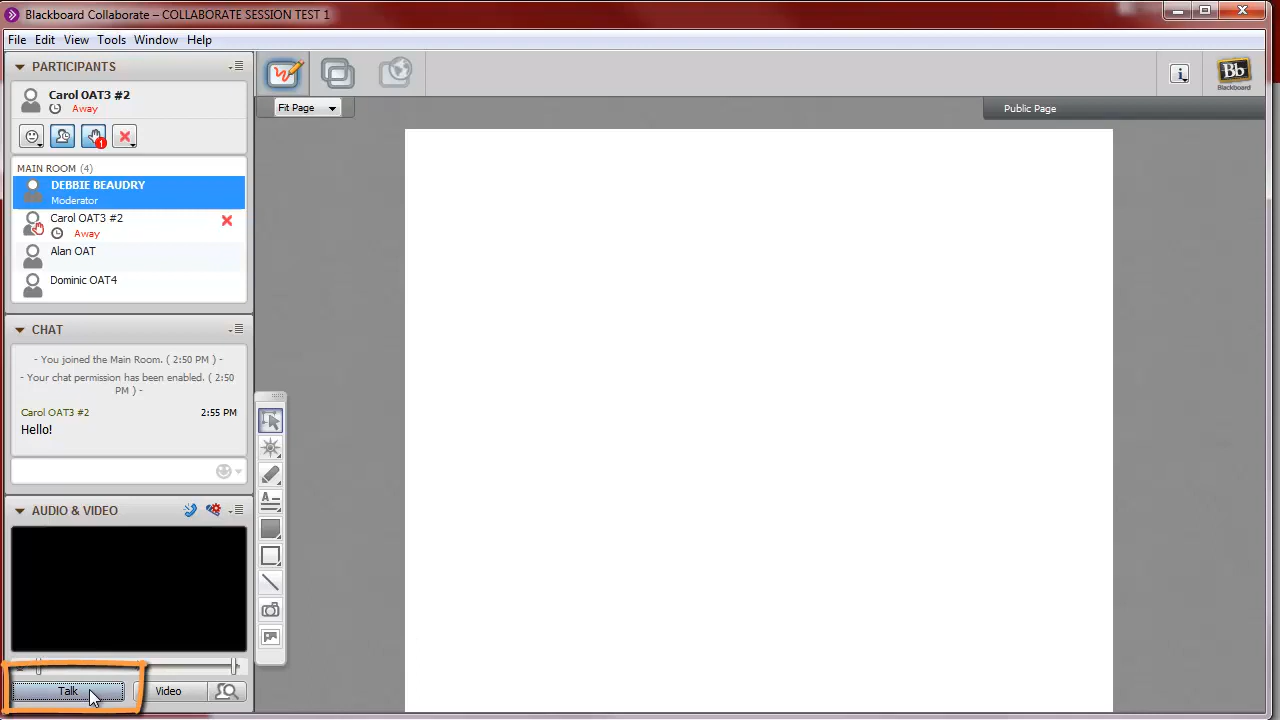 Blackboard Collaborate – COLLABORATE SESSION TEST 1
File Edit View Tools Window Help
PARTICIPANTS
Carol OAT3 #2
Away
1
MAIN ROOM (4)
DEBBIE BEAUDRY
Moderator
Carol OAT3 #2
Away
Alan OAT
Dominic OAT4
CHAT
- You joined the Main Room. ( 2:50 PM ) -
- Your chat permission has been enabled. ( 2:50
PM ) -
Carol OAT3 #2 2:55 PM
Hello!
AUDIO & VIDEO
Talk Video
Fit Page
Public Page
i
Bb
Blackboard
A